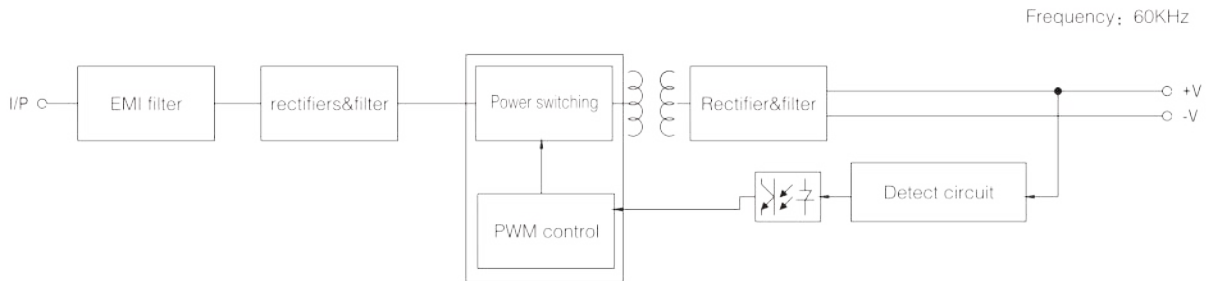 Frequency: 60KHz
I/P
EMI filter
rectifiers&filter
Power switching
Rectifier&filter
+V
-V
Detect circuit
PWM control